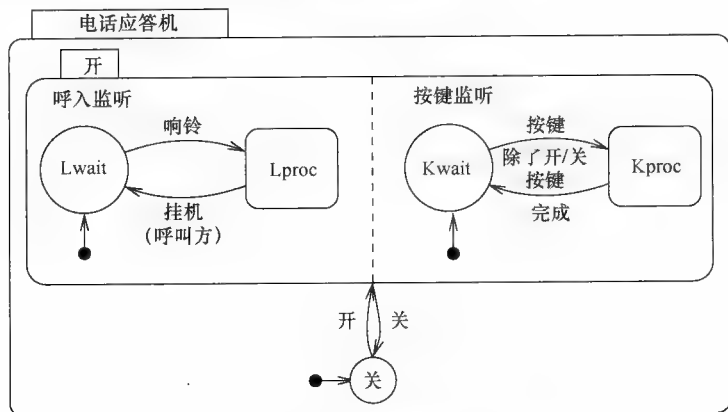 电话应答机
开
呼入监听
按键监听
响铃
Lwait
Lproc
挂机
(呼叫方)
按键
除了开/关
按键
完成
Kwait
Kproc
开
关
关